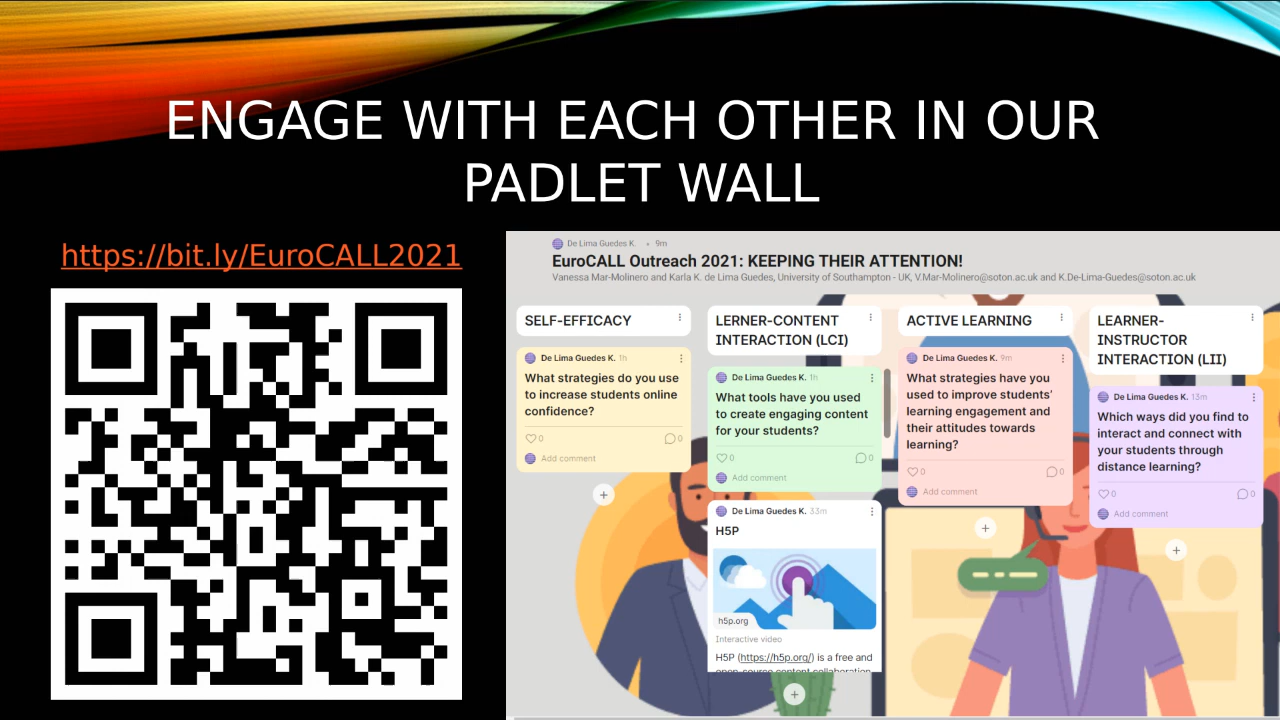 ENGAGE WITH EACH OTHER IN OUR
PADLET WALL
https://bit.ly/EuroCALL2021
De Lima Guedes K. • 9m
EuroCALL Outreach 2021: KEEPING THEIR ATTENTION!
Vanessa Mar-Molinero and Karla K. de Lima Guedes, University of Southampton - UK, V.Mar-Molinero@soton.ac.uk and K.De-Lima-Guedes@soton.ac.uk
SELF-EFFICACY
De Lima Guedes K. 1h
What strategies do you use
to increase students online
confidence?
0 0
Add comment
LERNER-CONTENT
INTERACTION (LCI)
De Lima Guedes K. 1h
What tools have you used
to create engaging content
for your students?
0 0
Add comment
De Lima Guedes K. 33m
H5P
h5p.org
Interactive video
H5P (https://h5p.org/) is a free and
open-source content collaboration
ACTIVE LEARNING
De Lima Guedes K. 9m
What strategies have you
used to improve students'
learning engagement and
their attitudes towards
learning?
0 0
Add comment
LEARNER-
INSTRUCTOR
INTERACTION (LII)
De Lima Guedes K. 13m
Which ways did you find to
interact and connect with
your students through
distance learning?
0 0
Add comment